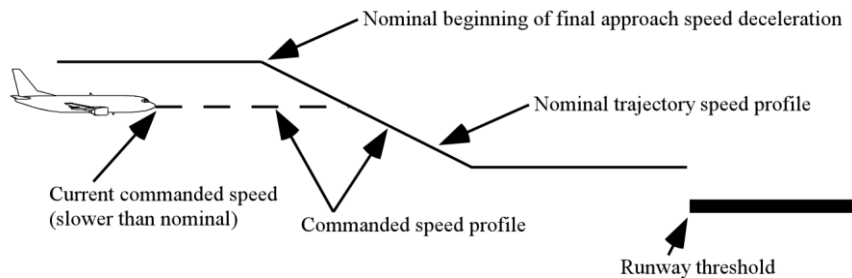 Nominal beginning of final approach speed deceleration
Nominal trajectory speed profile
Current commanded speed
(slower than nominal)
Commanded speed profile
Runway threshold